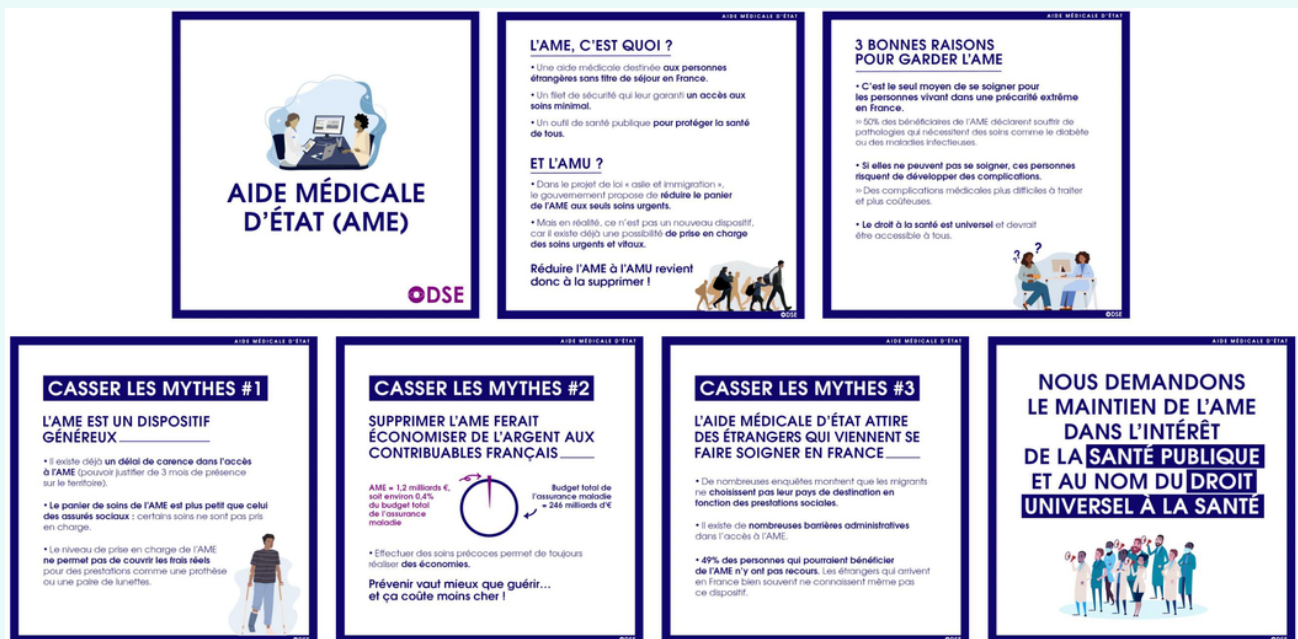 AIDE MÉDICALE
D'ÉTAT (AME)
ODSE
AIDE MÉDICALE D'ÉTAT
L'AME, C'EST QUOI ?
• Une aide médicale destinée aux personnes
étrangères sans titre de séjour en France.
• Un filet de sécurité qui leur garanti un accès aux
soins minimal.
• Un outil de santé publique pour protéger la santé
de tous.
ET L'AMU ?
• Dans le projet de loi « asile et immigration »,
le gouvernement propose de réduire le panier
de l'AME aux seuls soins urgents.
• Mais en réalité, ce n'est pas un nouveau dispositif,
car il existe déjà une possibilité de prise en charge
des soins urgents et vitaux.
Réduire l'AME à l'AMU revient
donc à la supprimer !
ODSE
AIDE MÉDICALE D'ÉTAT
3 BONNES RAISONS
POUR GARDER L'AME
• C'est le seul moyen de se soigner pour
les personnes vivant dans une précarité extrême
en France.
» 50% des bénéficiaires de l'AME déclarent souffrir de
pathologies qui nécessitent des soins comme le diabète
ou des maladies infectieuses.
• Si elles ne peuvent pas se soigner, ces personnes
risquent de développer des complications.
» Des complications médicales plus difficiles à traiter
et plus coûteuses.
• Le droit à la santé est universel et devrait
être accessible à tous.
? ?
ODSE
AIDE MÉDICALE D'ÉTAT
CASSER LES MYTHES #1
L'AME EST UN DISPOSITIF
GÉNÉREUX
• Il existe déjà un délai de carence dans l'accès
à l'AME (pouvoir justifier de 3 mois de présence
sur le territoire).
• Le panier de soins de l'AME est plus petit que celui
des assurés sociaux : certains soins ne sont pas pris
en charge.
• Le niveau de prise en charge de l'AME
ne permet pas de couvrir les frais réels
pour des prestations comme une prothèse
ou une paire de lunettes.
ODSE
AIDE MÉDICALE D'ÉTAT
CASSER LES MYTHES #2
SUPPRIMER L'AME FERAIT
ÉCONOMISER DE L'ARGENT AUX
CONTRIBUABLES FRANÇAIS
AME = 1,2 milliards €,
soit environ 0,4%
du budget total
de l'assurance
maladie
Budget total de
l'assurance maladie
= 246 milliards d'€
• Effectuer des soins précoces permet de toujours
réaliser des économies.
Prévenir vaut mieux que guérir...
et ça coûte moins cher !
ODSE
AIDE MÉDICALE D'ÉTAT
CASSER LES MYTHES #3
L'AIDE MÉDICALE D'ÉTAT ATTIRE
DES ÉTRANGERS QUI VIENNENT SE
FAIRE SOIGNER EN FRANCE
• De nombreuses enquêtes montrent que les migrants
ne choisissent pas leur pays de destination en
fonction des prestations sociales.
• Il existe de nombreuses barrières administratives
dans l'accès à l'AME.
• 49% des personnes qui pourraient bénéficier
de l'AME n'y ont pas recours. Les étrangers qui arrivent
en France bien souvent ne connaissent même pas
ce dispositif.
ODSE
AIDE MÉDICALE D'ÉTAT
NOUS DEMANDONS
LE MAINTIEN DE L'AME
DANS L'INTÉRÊT
DE LA SANTÉ PUBLIQUE
ET AU NOM DU DROIT
UNIVERSEL À LA SANTÉ
ODSE